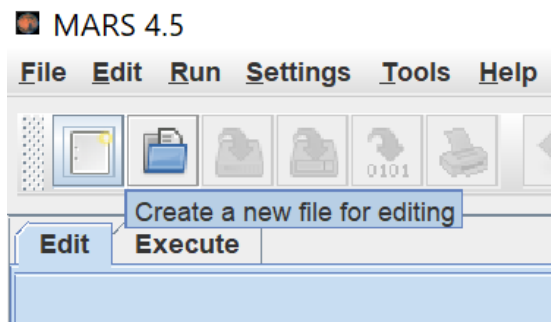 MARS 4.5
File Edit Run Settings Tools Help
0101
Create a new file for editing
Edit Execute